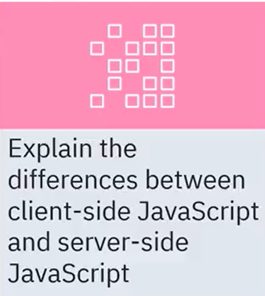 Explain the
differences between
client-side JavaScript
and server-side
JavaScript